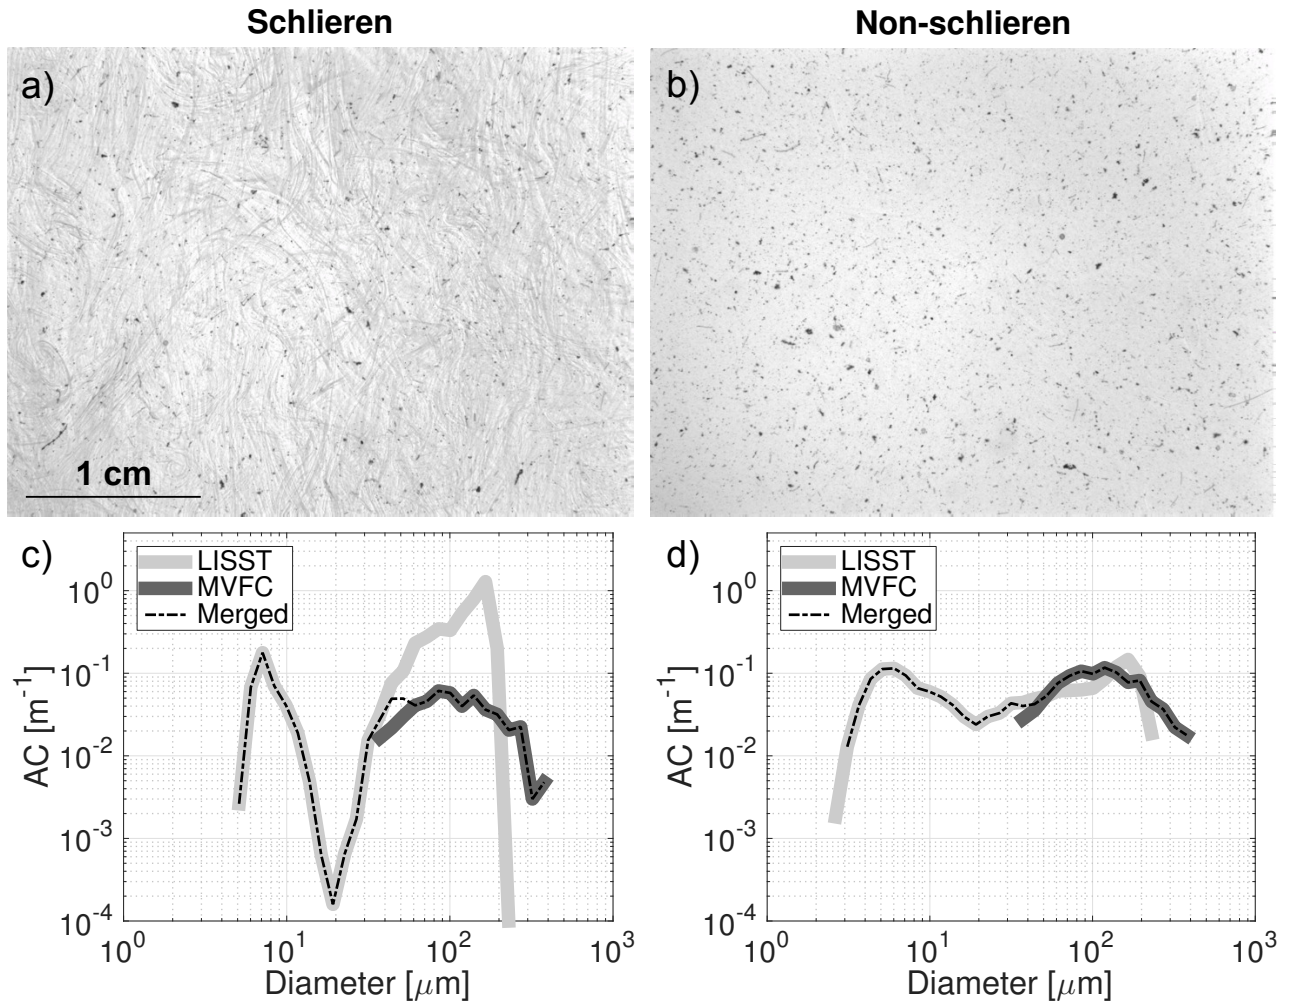 Schlieren
Non-schlieren
a)
b)
1 cm
c)
LISST
MVFC
Merged
10^0
10^-1
10^-2
10^-3
10^-4
AC [m^-1]
10^0 10^1 10^2 10^3
Diameter [μm]
d)
LISST
MVFC
Merged
10^0
10^-1
10^-2
10^-3
10^-4
AC [m^-1]
10^0 10^1 10^2 10^3
Diameter [μm]